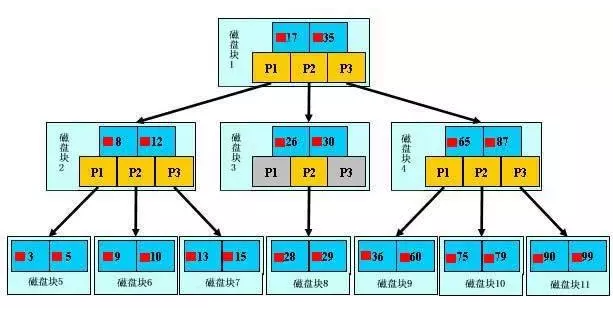 磁盘块1 17 35
P1 P2 P3
磁盘块2 8 12
P1 P2 P3
磁盘块3 26 30
P1 P2 P3
磁盘块4 65 87
P1 P2 P3
3 5
磁盘块5
9 10
磁盘块6
13 15
磁盘块7
28 29
磁盘块8
36 60
磁盘块9
75 79
磁盘块10
90 99
磁盘块11